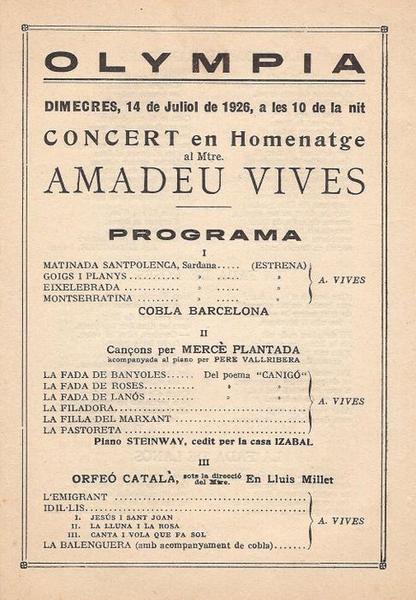 OLYMPIA
DIMECRES, 14 de Juliol de 1926, a les 10 de la nit
CONCERT en Homenatge
al Mtre.
AMADEU VIVES
PROGRAMA
I
MATINADA SANTPOLENCA, Sardana ..... (ESTRENA)
GOIGS I PLANYS ......... » »
EIXELEBRADA ......... » »
MONTSERRATINA ......... » »
A. VIVES
COBLA BARCELONA
II
Cançons per MERCÈ PLANTADA
acompanyada al piano per PERE VALLRIBERA
LA FADA DE BANYOLES...... Del poema "CANIGÓ"
LA FADA DE ROSES......... » »
LA FADA DE LANÓS ......... » »
LA FILADORA
LA FILLA DEL MARXANT
LA PASTORETA
A. VIVES
Piano STEINWAY, cedit per la casa IZABAL
III
ORFEÓ CATALÀ, sota la direcció del Mtre. En Lluis Millet
L'EMIGRANT
IDIL·LIS
I. JESÚS I SANT JOAN
II. LA LLUNA I LA ROSA
III. CANTA I VOLA QUE FA SOL
LA BALENGUERA (amb acompanyament de cobla)
A. VIVES